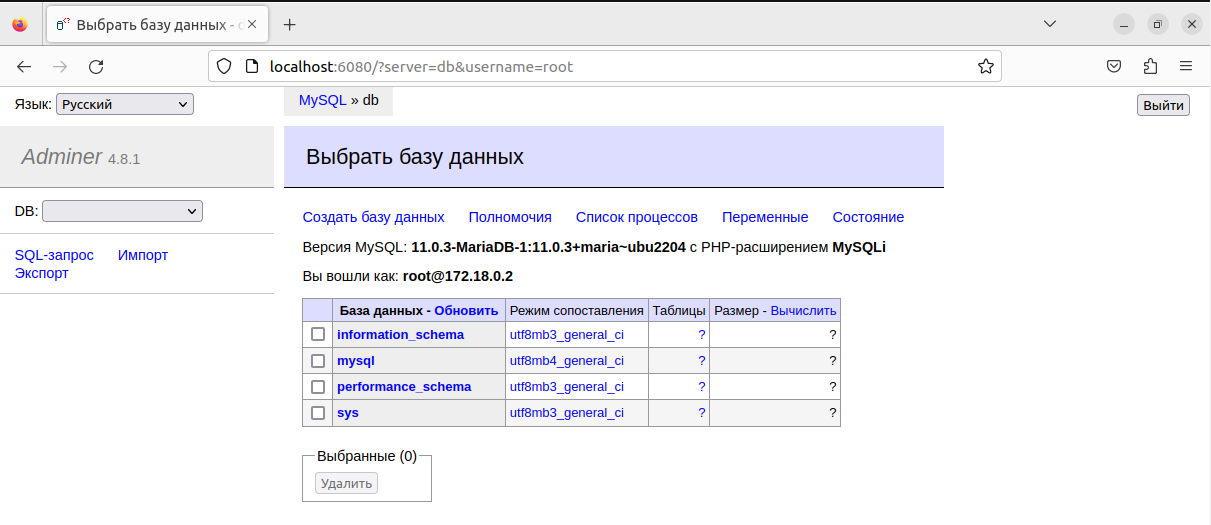 Выбрать базу данных - 
localhost:6080/?server=db&username=root
Язык: Русский
MySQL » db
Выйти
Adminer 4.8.1
Выбрать базу данных
DB:
Создать базу данных Полномочия Список процессов Переменные Состояние
SQL-запрос Импорт
Экспорт
Версия MySQL: 11.0.3-MariaDB-1:11.0.3+maria~ubu2204 с PHP-расширением MySQLi
Вы вошли как: root@172.18.0.2
База данных - Обновить Режим сопоставления Таблицы Размер - Вычислить
information_schema utf8mb3_general_ci ? ?
mysql utf8mb4_general_ci ? ?
performance_schema utf8mb3_general_ci ? ?
sys utf8mb3_general_ci ? ?
Выбранные (0)
Удалить